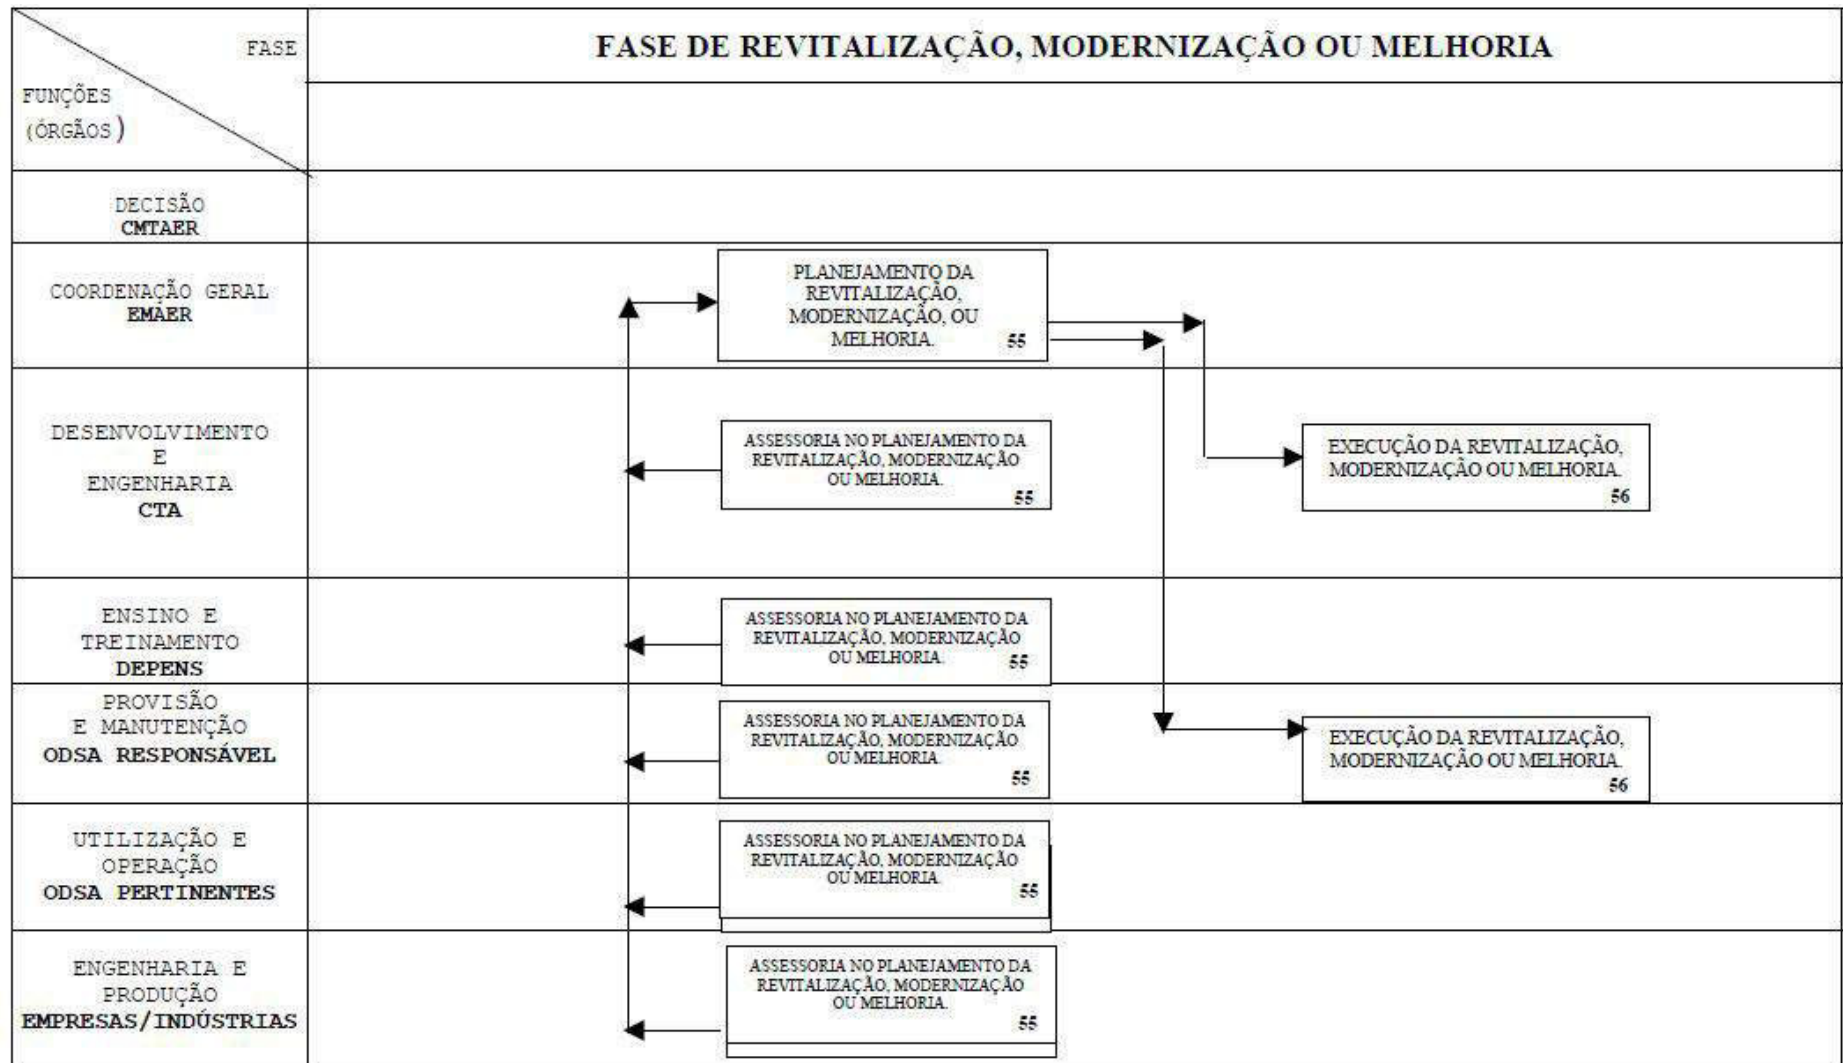 FASE
FASE DE REVITALIZAÇÃO, MODERNIZAÇÃO OU MELHORIA
FUNÇÕES
(ÓRGÃOS)
DECISÃO
CMTAER
COORDENAÇÃO GERAL
EMAER
PLANEJAMENTO DA
REVITALIZAÇÃO,
MODERNIZAÇÃO, OU
MELHORIA.
55
DESENVOLVIMENTO
E
ENGENHARIA
CTA
ASSESSORIA NO PLANEJAMENTO DA
REVITALIZAÇÃO, MODERNIZAÇÃO
OU MELHORIA.
55
EXECUÇÃO DA REVITALIZAÇÃO,
MODERNIZAÇÃO OU MELHORIA.
56
ENSINO E
TREINAMENTO
DEPENS
ASSESSORIA NO PLANEJAMENTO DA
REVITALIZAÇÃO, MODERNIZAÇÃO
OU MELHORIA.
55
PROVISÃO
E MANUTENÇÃO
ODSA RESPONSÁVEL
ASSESSORIA NO PLANEJAMENTO DA
REVITALIZAÇÃO, MODERNIZAÇÃO
OU MELHORIA.
55
EXECUÇÃO DA REVITALIZAÇÃO,
MODERNIZAÇÃO OU MELHORIA.
56
UTILIZAÇÃO E
OPERAÇÃO
ODSA PERTINENTES
ASSESSORIA NO PLANEJAMENTO DA
REVITALIZAÇÃO, MODERNIZAÇÃO
OU MELHORIA.
55
ENGENHARIA E
PRODUÇÃO
EMPRESAS/INDÚSTRIAS
ASSESSORIA NO PLANEJAMENTO DA
REVITALIZAÇÃO, MODERNIZAÇÃO
OU MELHORIA.
55